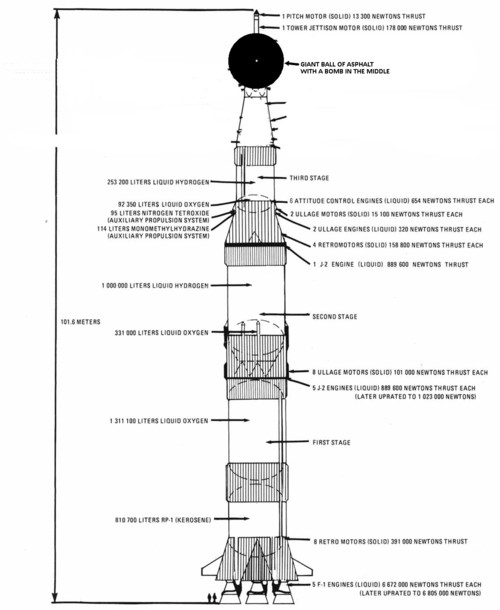 1 PITCH MOTOR (SOLID) 13 300 NEWTONS THRUST
1 TOWER JETTISON MOTOR (SOLID) 178 000 NEWTONS THRUST
GIANT BALL OF ASPHALT
WITH A BOMB IN THE MIDDLE
THIRD STAGE
253 200 LITERS LIQUID HYDROGEN
6 ATTITUDE CONTROL ENGINES (LIQUID) 654 NEWTONS THRUST EACH
92 350 LITERS LIQUID OXYGEN
95 LITERS NITROGEN TETROXIDE
(AUXILIARY PROPULSION SYSTEM)
2 ULLAGE MOTORS (SOLID) 15 100 NEWTONS THRUST EACH
114 LITERS MONOMETHYLHYDRAZINE
(AUXILIARY PROPULSION SYSTEM)
2 ULLAGE ENGINES (LIQUID) 320 NEWTONS THRUST EACH
4 RETROMOTORS (SOLID) 158 800 NEWTONS THRUST EACH
1 J-2 ENGINE (LIQUID) 889 600 NEWTONS THRUST
1 000 000 LITERS LIQUID HYDROGEN
SECOND STAGE
101.6 METERS
331 000 LITERS LIQUID OXYGEN
8 ULLAGE MOTORS (SOLID) 101 000 NEWTONS THRUST EACH
5 J-2 ENGINES (LIQUID) 889 600 NEWTONS THRUST EACH
(LATER UPRATED TO 1 023 000 NEWTONS)
1 311 100 LITERS LIQUID OXYGEN
FIRST STAGE
810 700 LITERS RP-1 (KEROSENE)
8 RETRO MOTORS (SOLID) 391 000 NEWTONS THRUST
5 F-1 ENGINES (LIQUID) 6 672 000 NEWTONS THRUST EACH
(LATER UPRATED TO 6 805 000 NEWTONS)